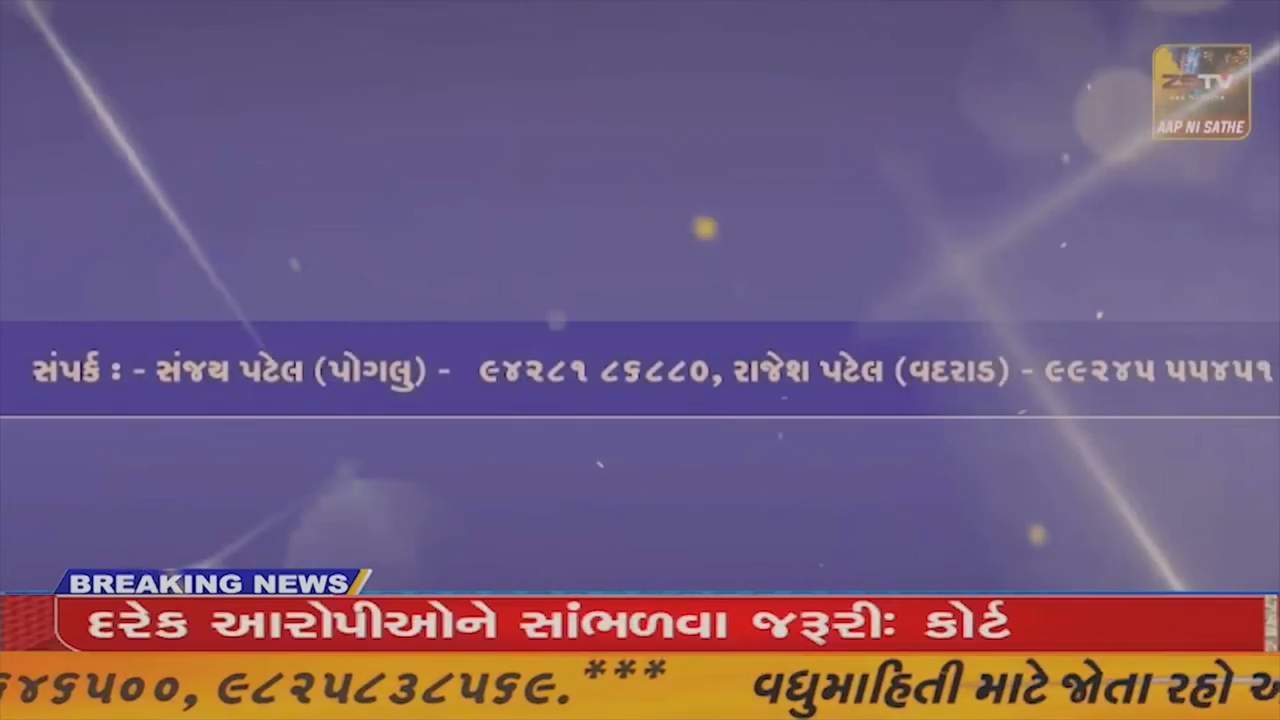 ZSTV
AAP NI SATHE
સંપર્ક : - સંજય પટેલ (પોગલુ) - ૯૪૨૮૧ ૮૬૮૮૦, રાજેશ પટેલ (વદરાડ) - ૯૯૨૪૫ ૫૫૪૫૧
BREAKING NEWS
દરેક આરોપીઓને સાંભળવા જરૂરીઃ કોર્ટ
૬૪૬૫૦૦, ૯૮૨૫૮૩૮૫૬૯.*** વધુમાહિતી માટે જોતા રહો